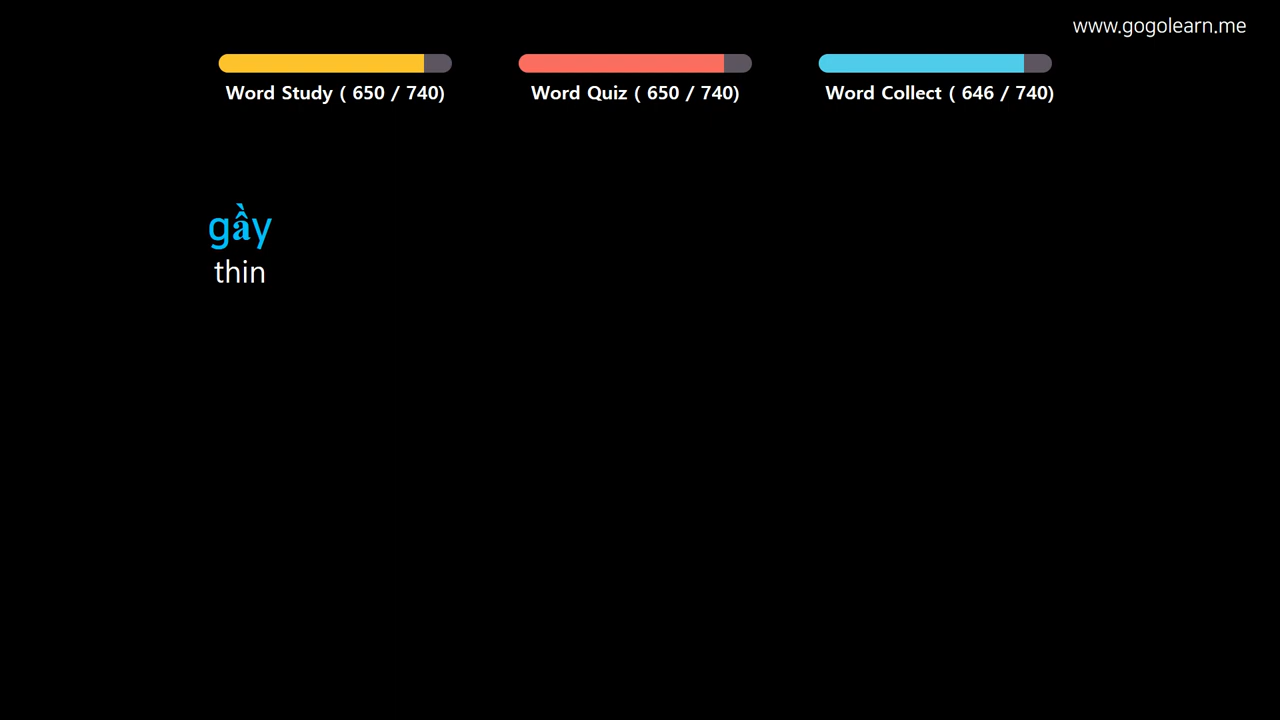 www.gogolearn.me
Word Study ( 650 / 740)
Word Quiz ( 650 / 740)
Word Collect ( 646 / 740)
gầy
thin